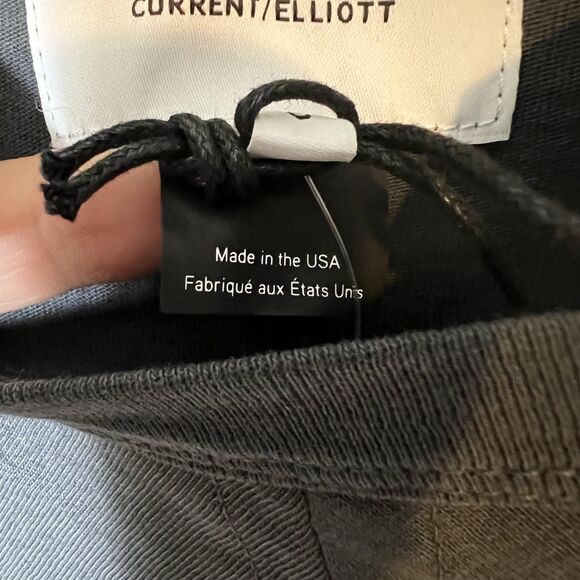 CURRENT/ELLIOTT
Made in the USA
Fabriqué aux États Unis